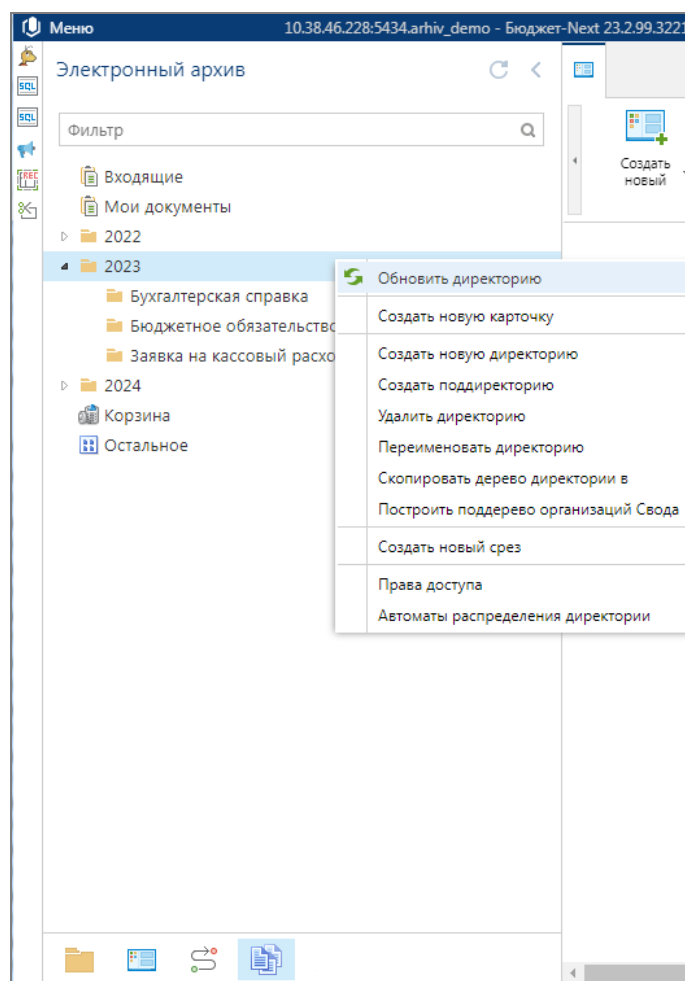 Меню
10.38.46.228:5434.arhiv_demo - Бюджет-Next 23.2.99.3221
SQL
SQL
REC
Электронный архив
Фильтр
Создать
новый
Входящие
Мои документы
2022
2023
Бухгалтерская справка
Бюджетное обязательство
Заявка на кассовый расхо
2024
Корзина
Остальное
Обновить директорию
Создать новую карточку
Создать новую директорию
Создать поддиректорию
Удалить директорию
Переименовать директорию
Скопировать дерево директории в
Построить поддерево организаций Свода
Создать новый срез
Права доступа
Автоматы распределения директории